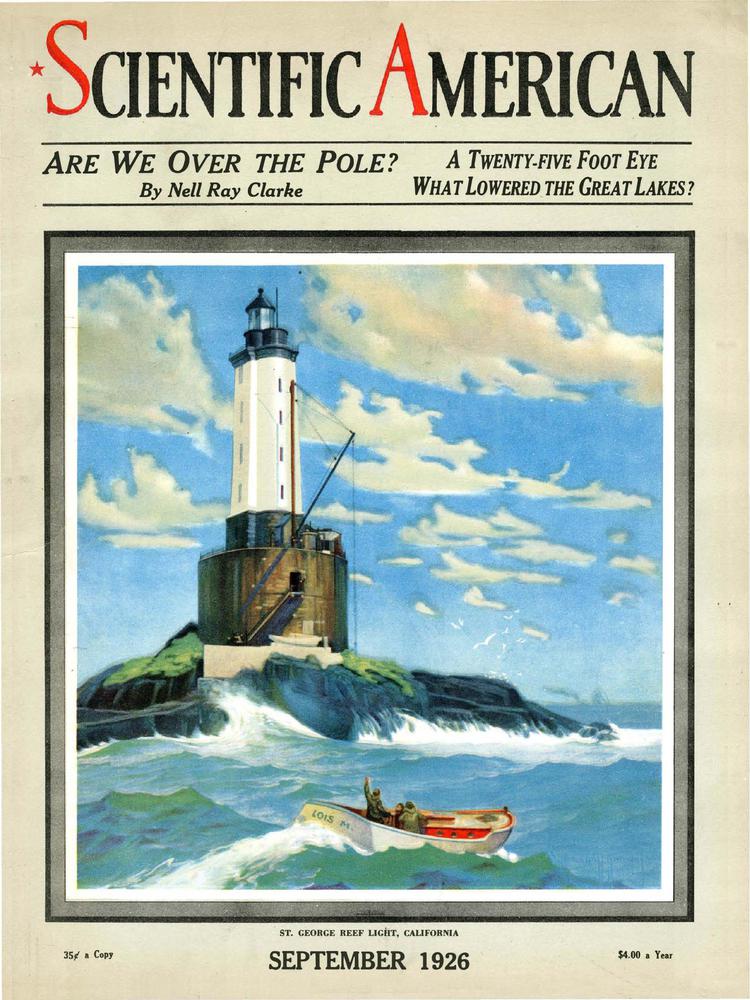 SCIENTIFIC AMERICAN
ARE WE OVER THE POLE?
By Nell Ray Clarke
A TWENTY-FIVE FOOT EYE
WHAT LOWERED THE GREAT LAKES?
LOIS M.
ST. GEORGE REEF LIGHT, CALIFORNIA
35¢ a Copy
SEPTEMBER 1926
$4.00 a Year